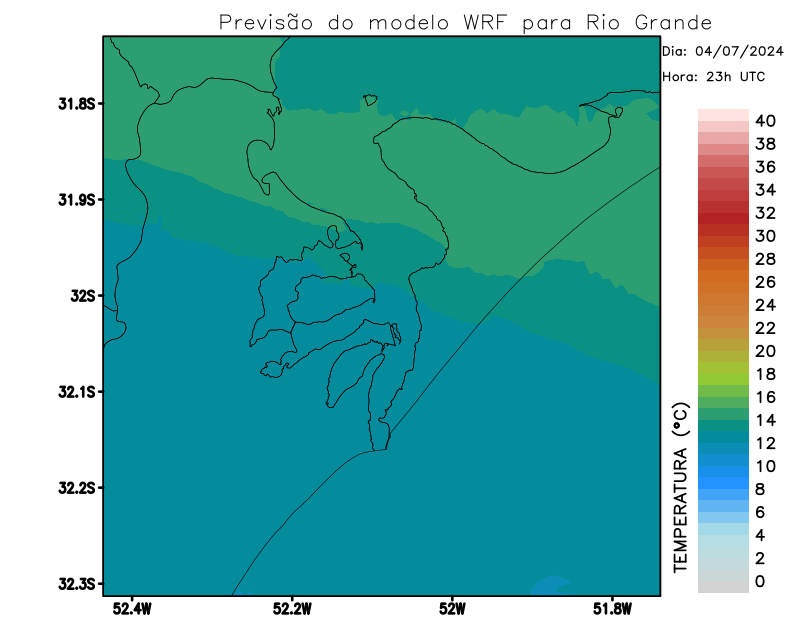 Previsão do modelo WRF para Rio Grande
Dia: 04/07/2024
Hora: 23h UTC
31.8S
31.9S
32S
32.1S
32.2S
32.3S
52.4W
52.2W
52W
51.8W
TEMPERATURA (°C)
40
38
36
34
32
30
28
26
24
22
20
18
16
14
12
10
8
6
4
2
0